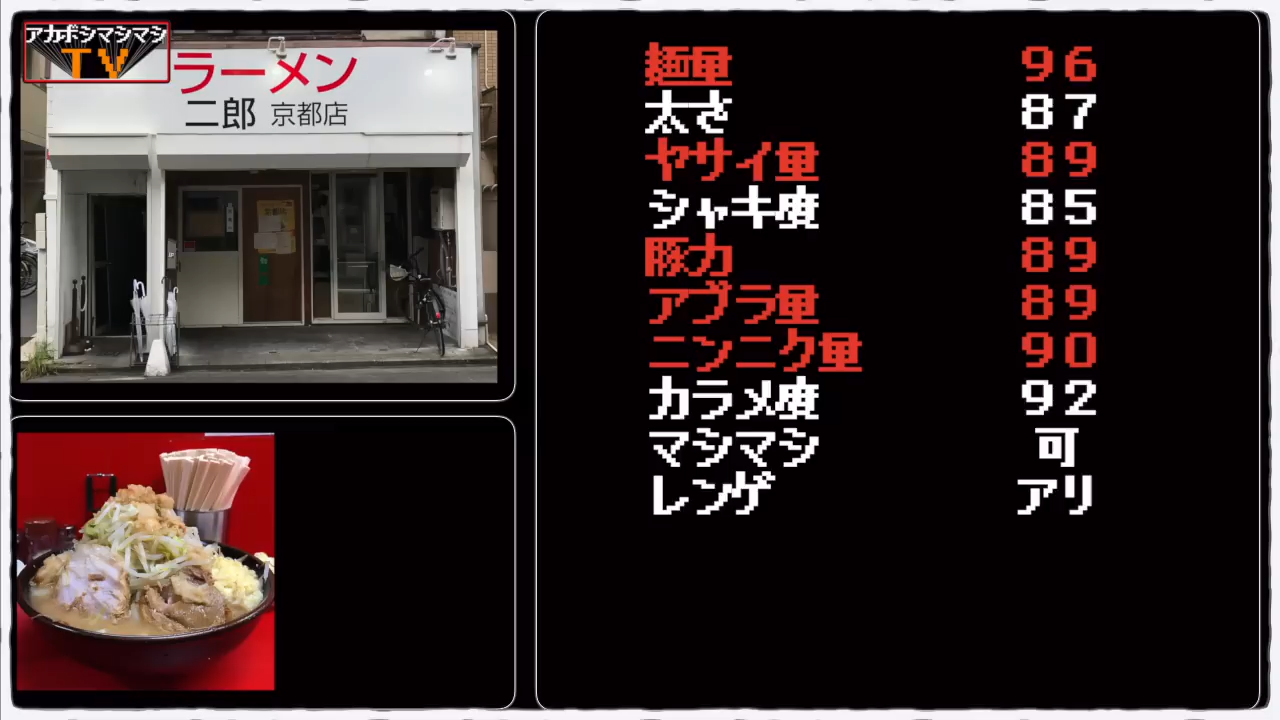 アカボシマシマシ
TV
ラーメン
二郎 京都店
麺量 96
太さ 87
ヤサイ量 89
シャキ度 85
豚力 89
アブラ量 89
ニンニク量 90
カラメ度 92
マシマシ 可
レンゲ アリ